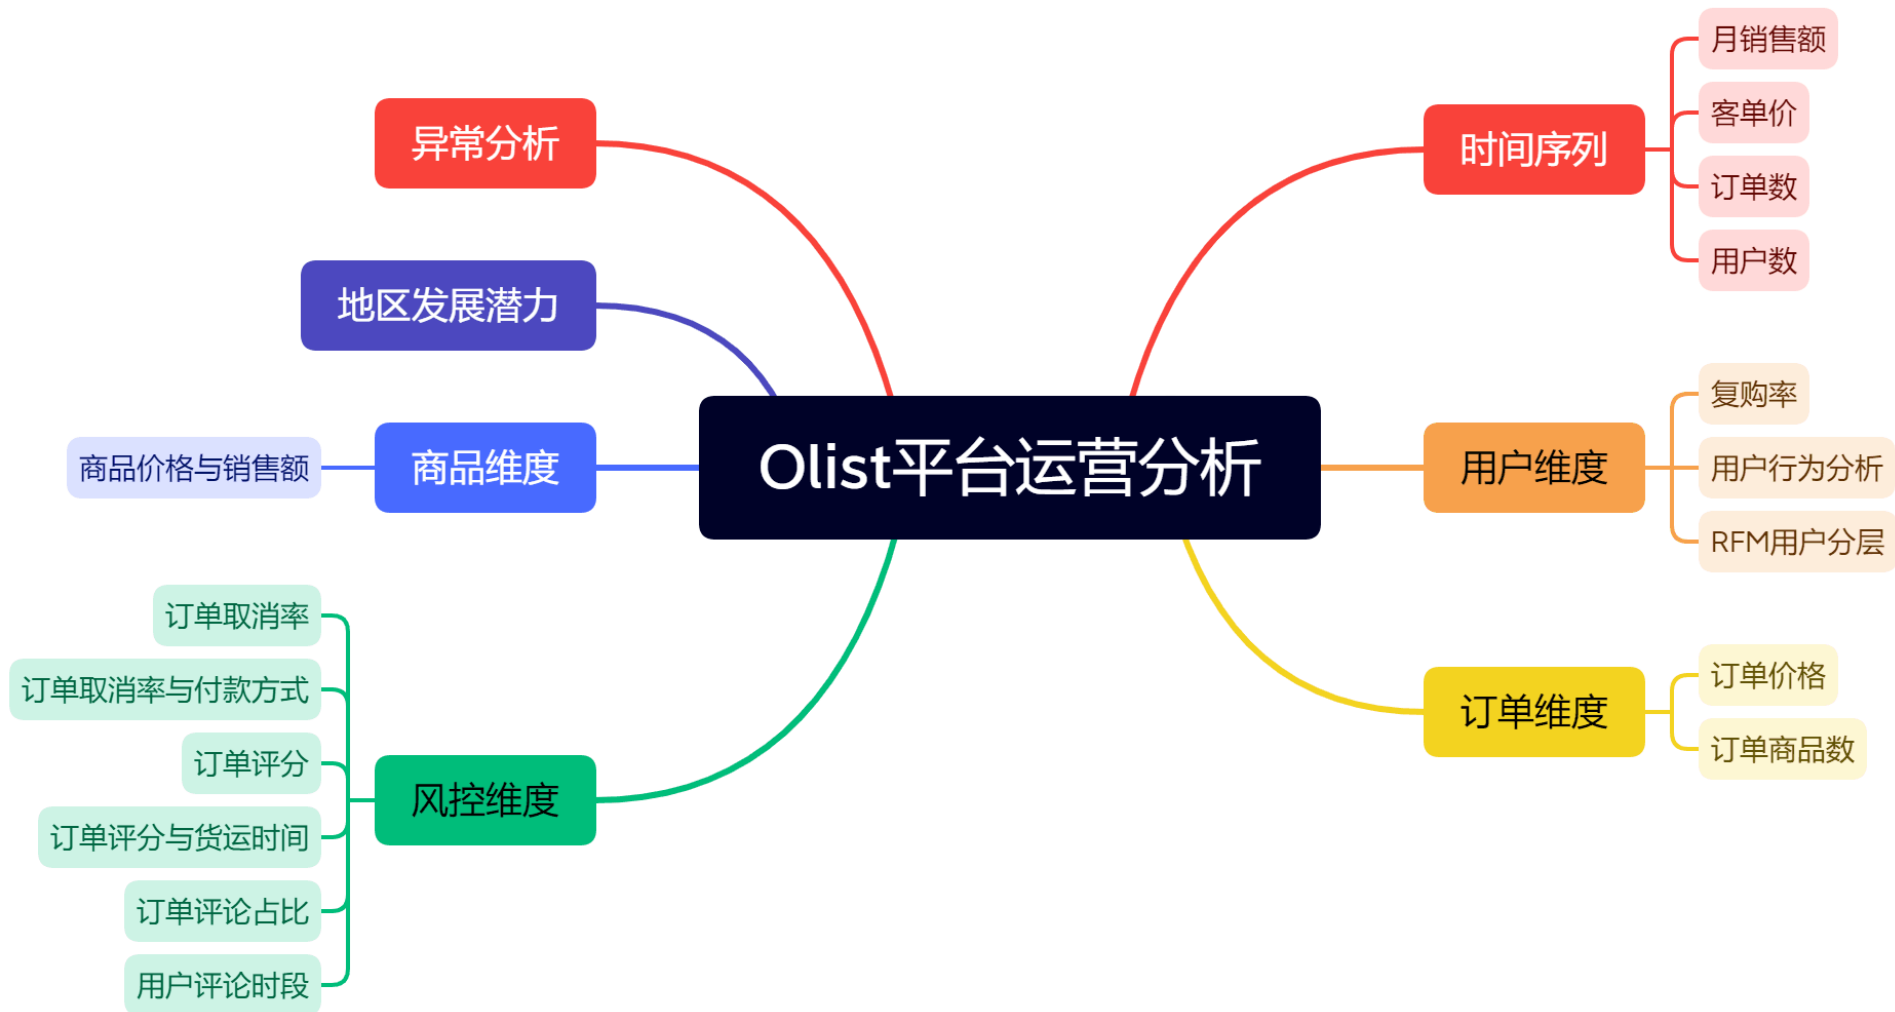 Olist平台运营分析
时间序列
月销售额
客单价
订单数
用户数
用户维度
复购率
用户行为分析
RFM用户分层
订单维度
订单价格
订单商品数
异常分析
地区发展潜力
商品维度
商品价格与销售额
风控维度
订单取消率
订单取消率与付款方式
订单评分
订单评分与货运时间
订单评论占比
用户评论时段